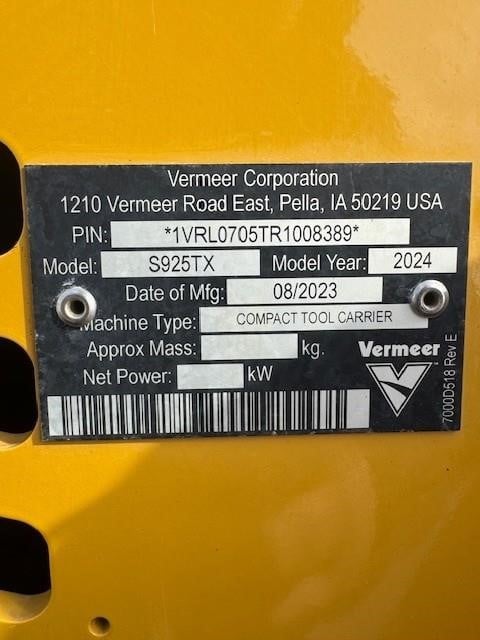 Vermeer Corporation
1210 Vermeer Road East, Pella, IA 50219 USA
PIN: *1VRL0705TR1008389*
Model: S925TX Model Year: 2024
Date of Mfg: 08/2023
Machine Type: COMPACT TOOL CARRIER
Approx Mass: kg.
Net Power: kW
Vermeer
7000D518 Rev E